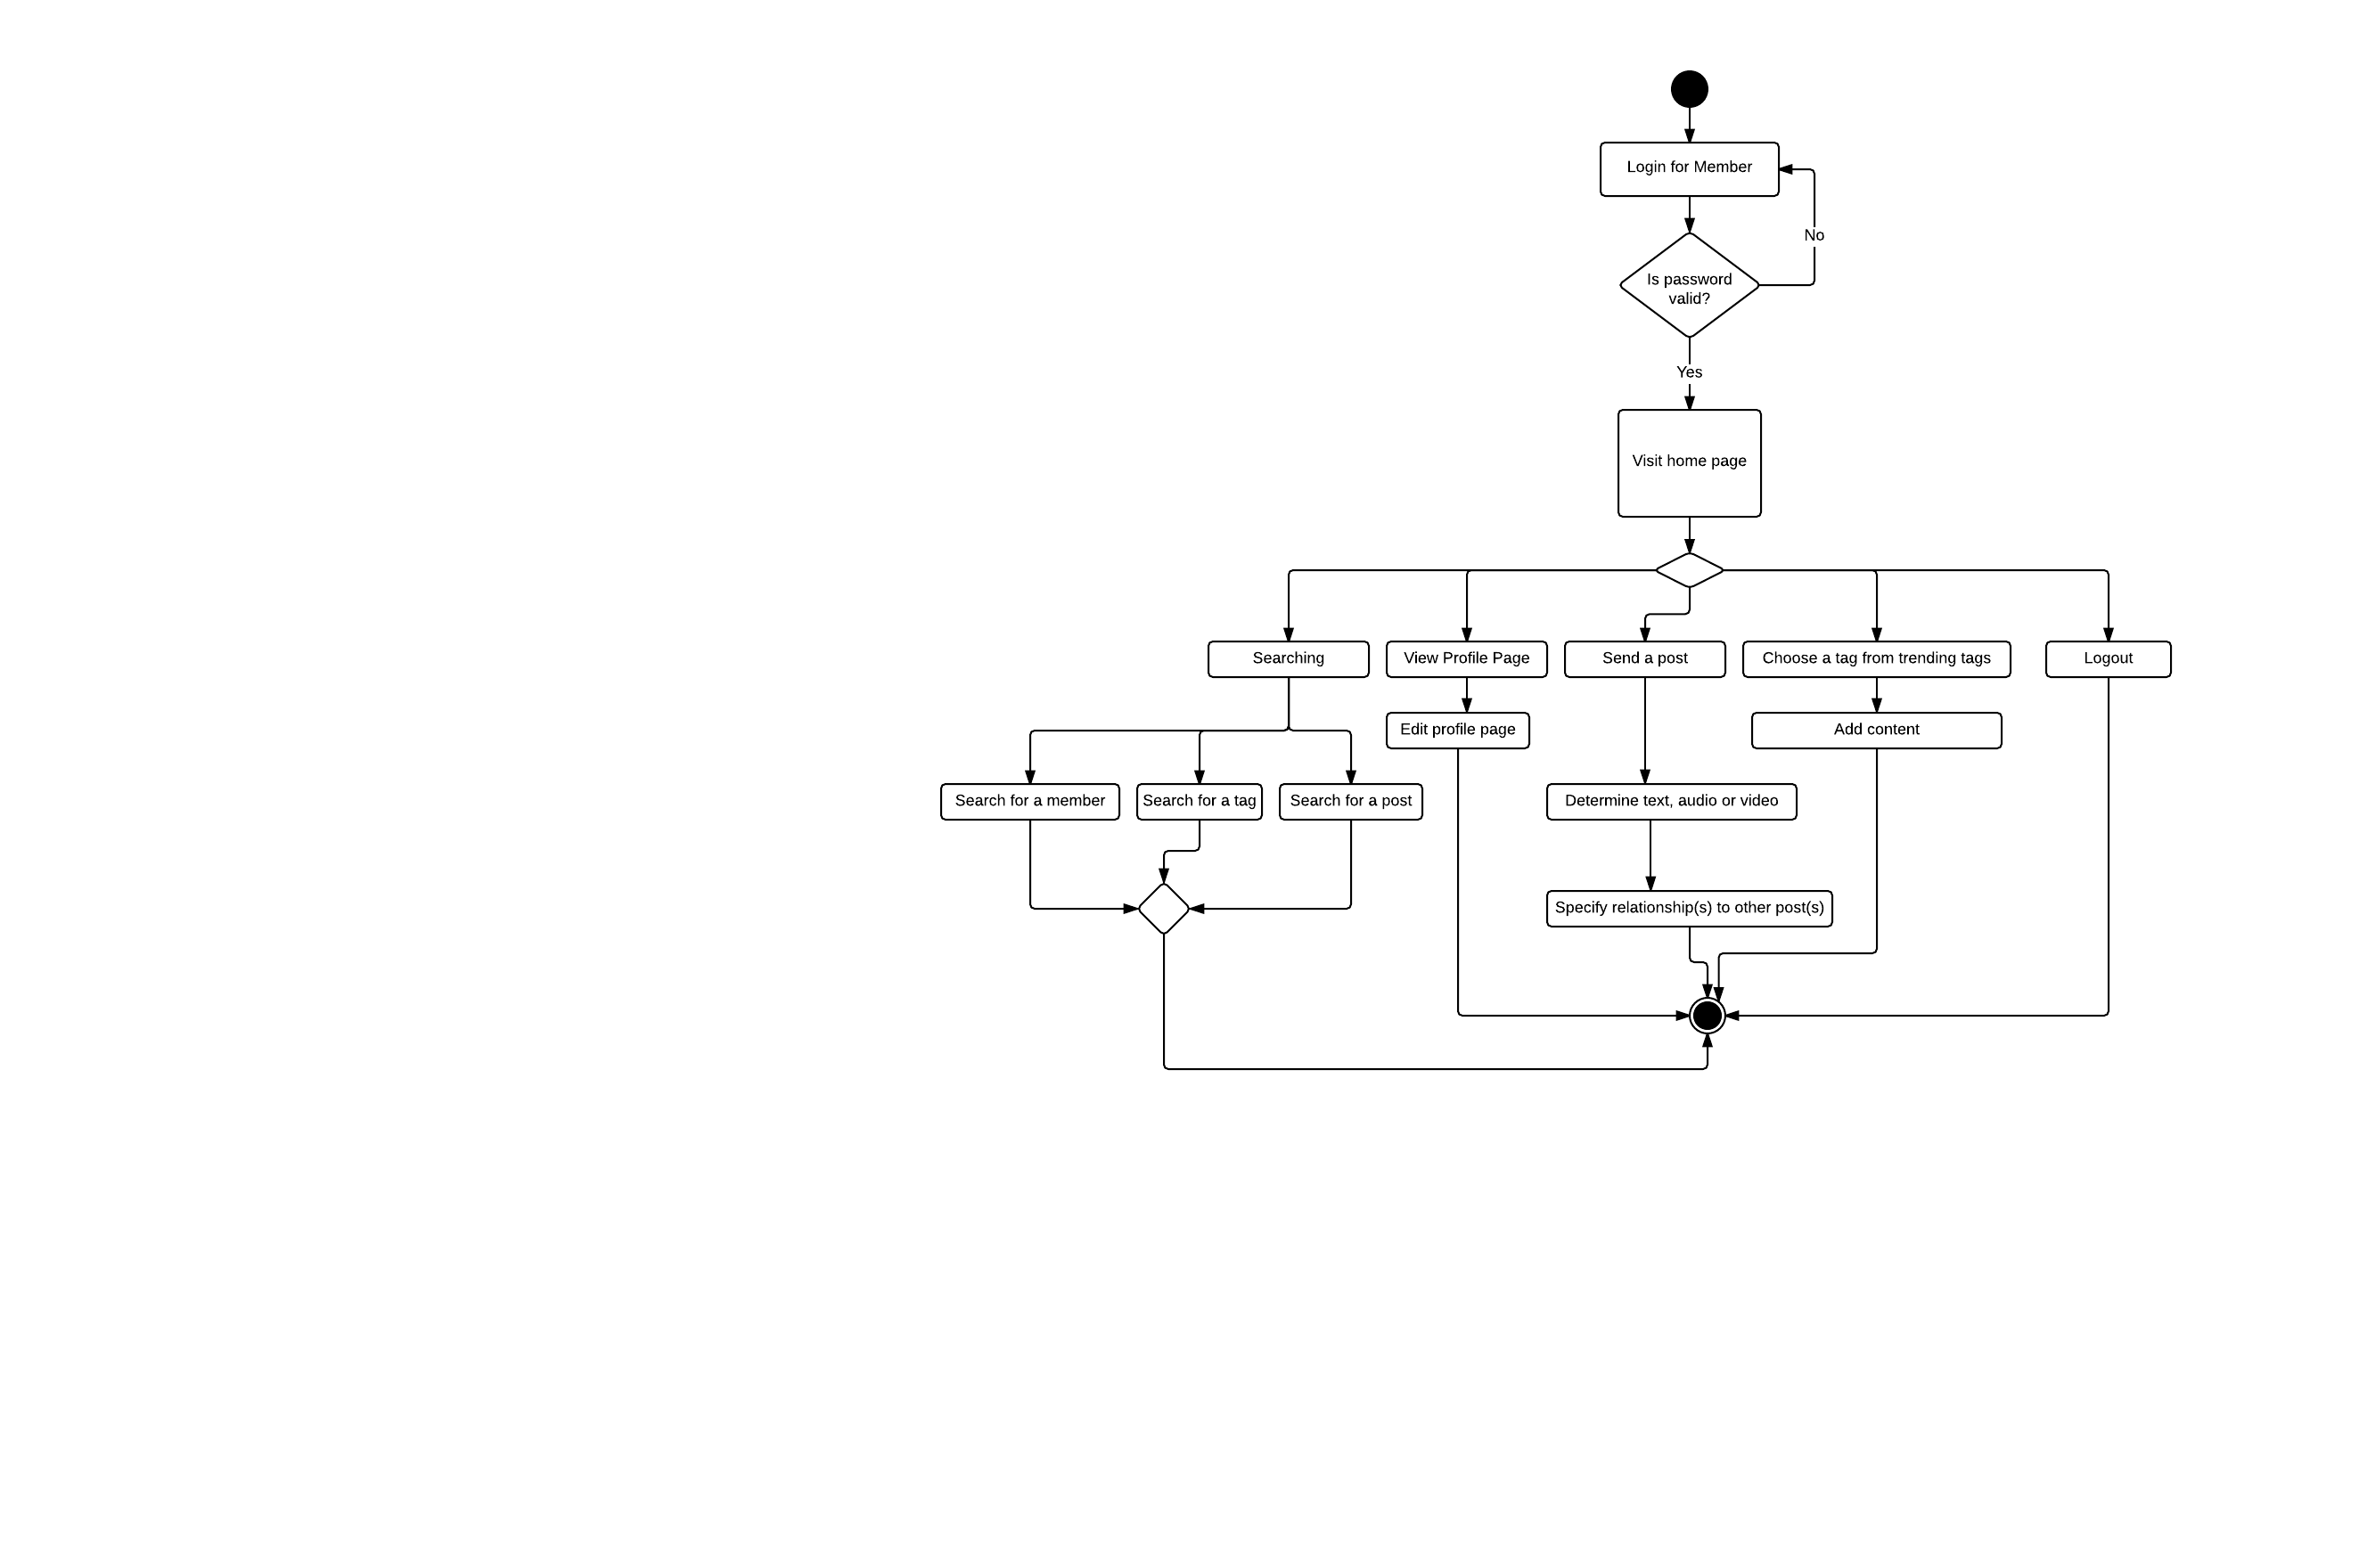 Login for Member
No
Is password
valid?
Yes
Visit home page
Searching
View Profile Page
Send a post
Choose a tag from trending tags
Logout
Edit profile page
Add content
Search for a member
Search for a tag
Search for a post
Determine text, audio or video
Specify relationship(s) to other post(s)